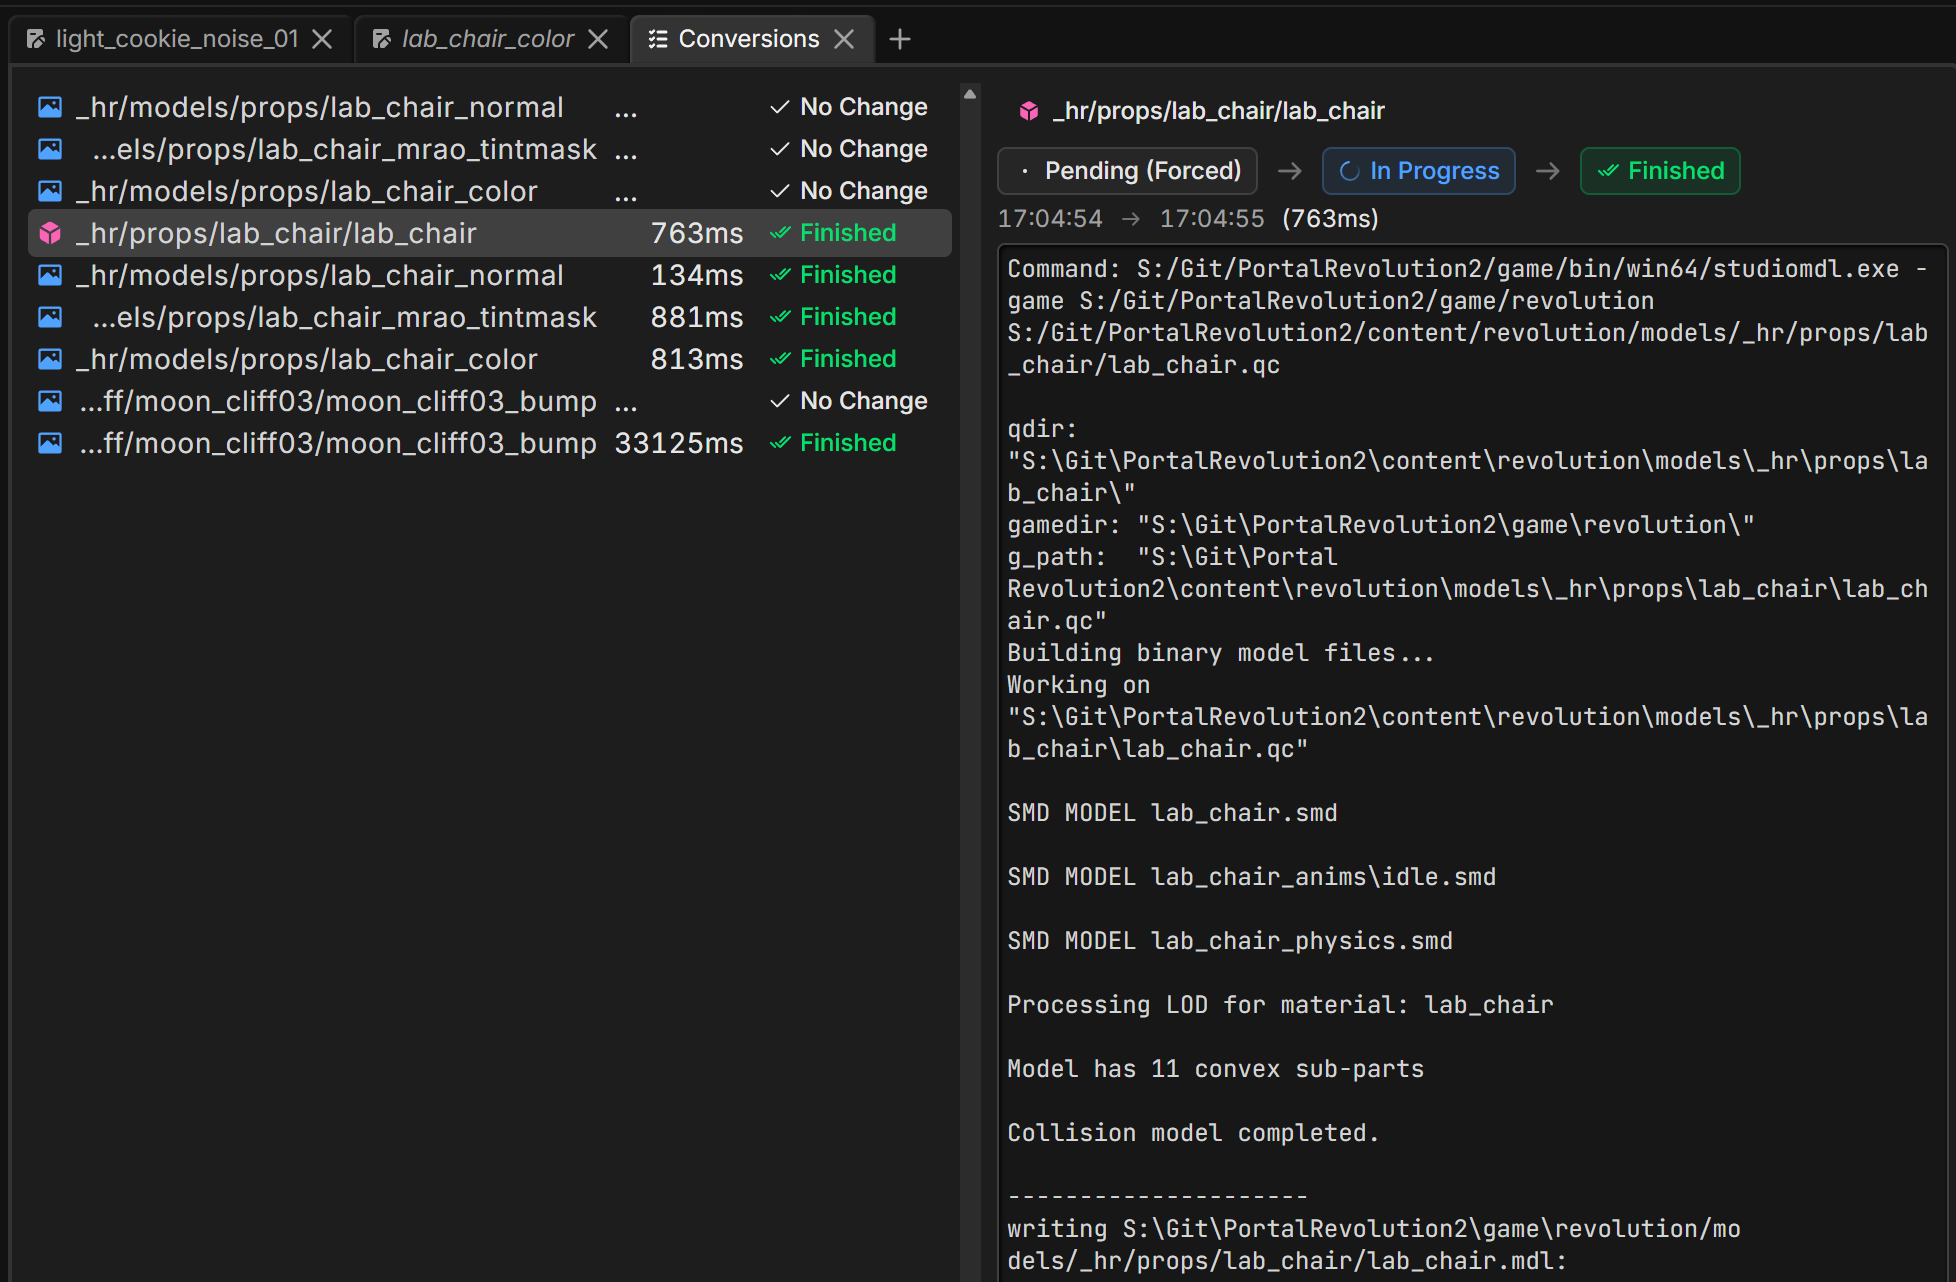 light_cookie_noise_01
lab_chair_color
Conversions
_hr/models/props/lab_chair_normal ... No Change
...els/props/lab_chair_mrao_tintmask ... No Change
_hr/models/props/lab_chair_color ... No Change
_hr/props/lab_chair/lab_chair 763ms Finished
_hr/models/props/lab_chair_normal 134ms Finished
...els/props/lab_chair_mrao_tintmask 881ms Finished
_hr/models/props/lab_chair_color 813ms Finished
...ff/moon_cliff03/moon_cliff03_bump ... No Change
...ff/moon_cliff03/moon_cliff03_bump 33125ms Finished
_hr/props/lab_chair/lab_chair
· Pending (Forced) → In Progress → Finished
17:04:54 → 17:04:55 (763ms)
Command: S:/Git/PortalRevolution2/game/bin/win64/studiomdl.exe -
game S:/Git/PortalRevolution2/game/revolution
S:/Git/PortalRevolution2/content/revolution/models/_hr/props/lab
_chair/lab_chair.qc
qdir:
"S:\Git\PortalRevolution2\content\revolution\models\_hr\props\la
b_chair\"
gamedir: "S:\Git\PortalRevolution2\game\revolution\"
g_path:  "S:\Git\Portal
Revolution2\content\revolution\models\_hr\props\lab_chair\lab_ch
air.qc"
Building binary model files...
Working on
"S:\Git\PortalRevolution2\content\revolution\models\_hr\props\la
b_chair\lab_chair.qc"
SMD MODEL lab_chair.smd
SMD MODEL lab_chair_anims\idle.smd
SMD MODEL lab_chair_physics.smd
Processing LOD for material: lab_chair
Model has 11 convex sub-parts
Collision model completed.
---------------------
writing S:\Git\PortalRevolution2\game\revolution/mo
dels/_hr/props/lab_chair/lab_chair.mdl: